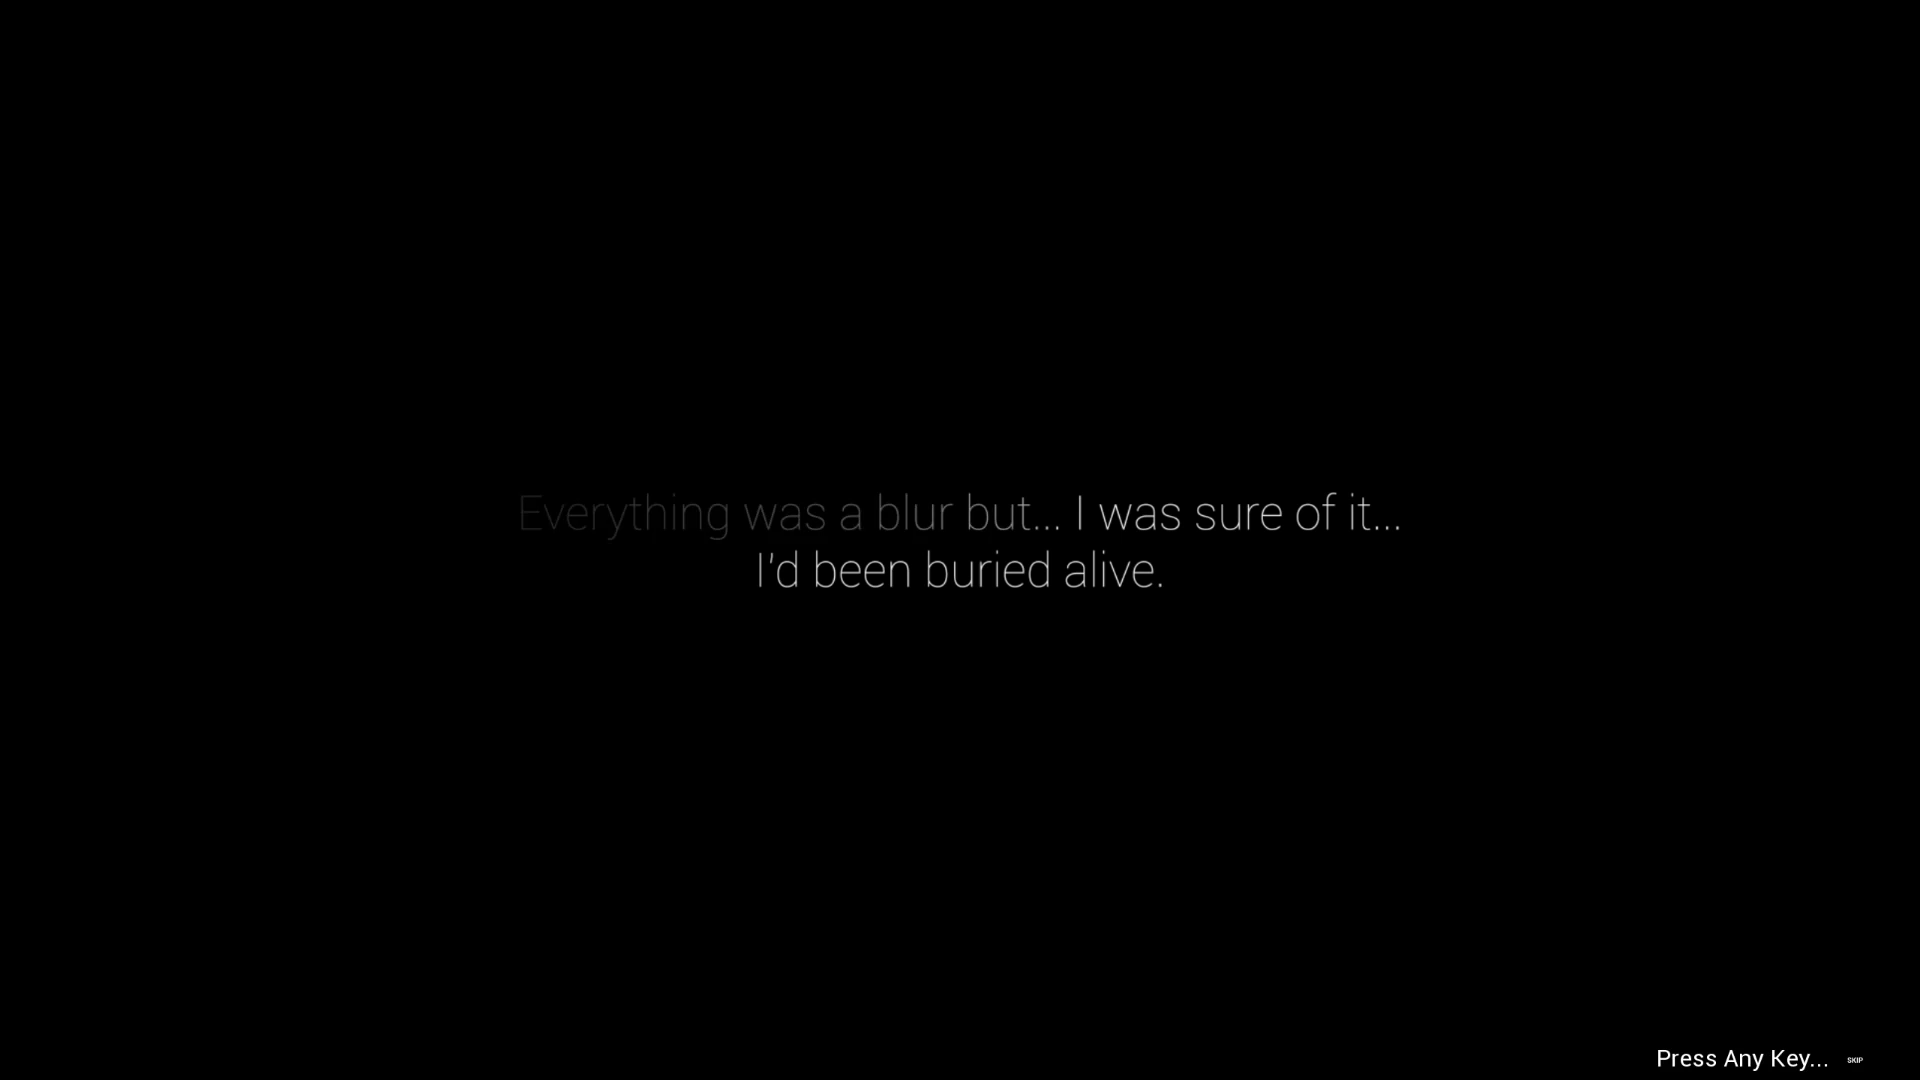 Everything was a blur but... I was sure of it...
I'd been buried alive.
Press Any Key... SKIP